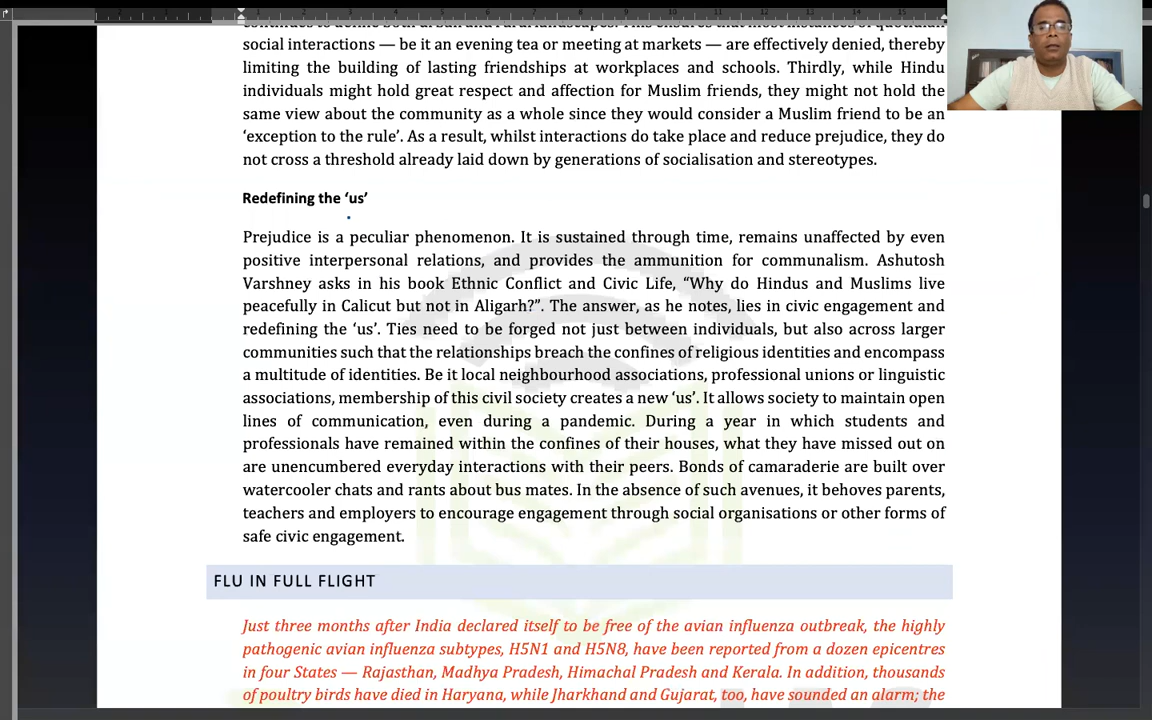 social interactions — be it an evening tea or meeting at markets — are effectively denied, thereby
limiting the building of lasting friendships at workplaces and schools. Thirdly, while Hindu
individuals might hold great respect and affection for Muslim friends, they might not hold the
same view about the community as a whole since they would consider a Muslim friend to be an
‘exception to the rule’. As a result, whilst interactions do take place and reduce prejudice, they do
not cross a threshold already laid down by generations of socialisation and stereotypes.
Redefining the ‘us’
Prejudice is a peculiar phenomenon. It is sustained through time, remains unaffected by even
positive interpersonal relations, and provides the ammunition for communalism. Ashutosh
Varshney asks in his book Ethnic Conflict and Civic Life, “Why do Hindus and Muslims live
peacefully in Calicut but not in Aligarh?”. The answer, as he notes, lies in civic engagement and
redefining the ‘us’. Ties need to be forged not just between individuals, but also across larger
communities such that the relationships breach the confines of religious identities and encompass
a multitude of identities. Be it local neighbourhood associations, professional unions or linguistic
associations, membership of this civil society creates a new ‘us’. It allows society to maintain open
lines of communication, even during a pandemic. During a year in which students and
professionals have remained within the confines of their houses, what they have missed out on
are unencumbered everyday interactions with their peers. Bonds of camaraderie are built over
watercooler chats and rants about bus mates. In the absence of such avenues, it behoves parents,
teachers and employers to encourage engagement through social organisations or other forms of
safe civic engagement.
FLU IN FULL FLIGHT
Just three months after India declared itself to be free of the avian influenza outbreak, the highly
pathogenic avian influenza subtypes, H5N1 and H5N8, have been reported from a dozen epicentres
in four States — Rajasthan, Madhya Pradesh, Himachal Pradesh and Kerala. In addition, thousands
of poultry birds have died in Haryana, while Jharkhand and Gujarat, too, have sounded an alarm; the